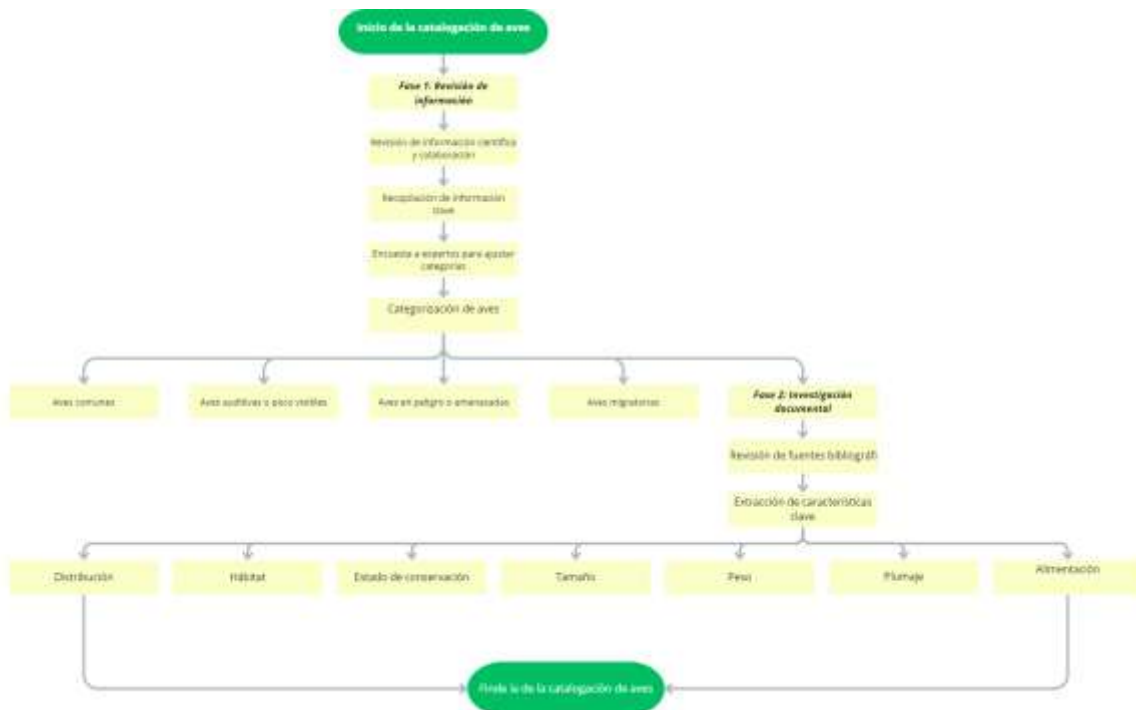 Inicio de la catalogación de aves
Fase 1: Revisión de
información
Revisión de información científica
y colaboración
Recopilación de información
clave
Encuesta a expertos para ajustar
categorías
Categorización de aves
Aves comunes
Aves auditivas o poco visibles
Aves en peligro o amenazadas
Aves migratorias
Fase 2: Investigación
documental
Revisión de fuentes bibliográfi
Extracción de características
clave
Distribución
Hábitat
Estado de conservación
Tamaño
Peso
Plumaje
Alimentación
de la catalogación de aves